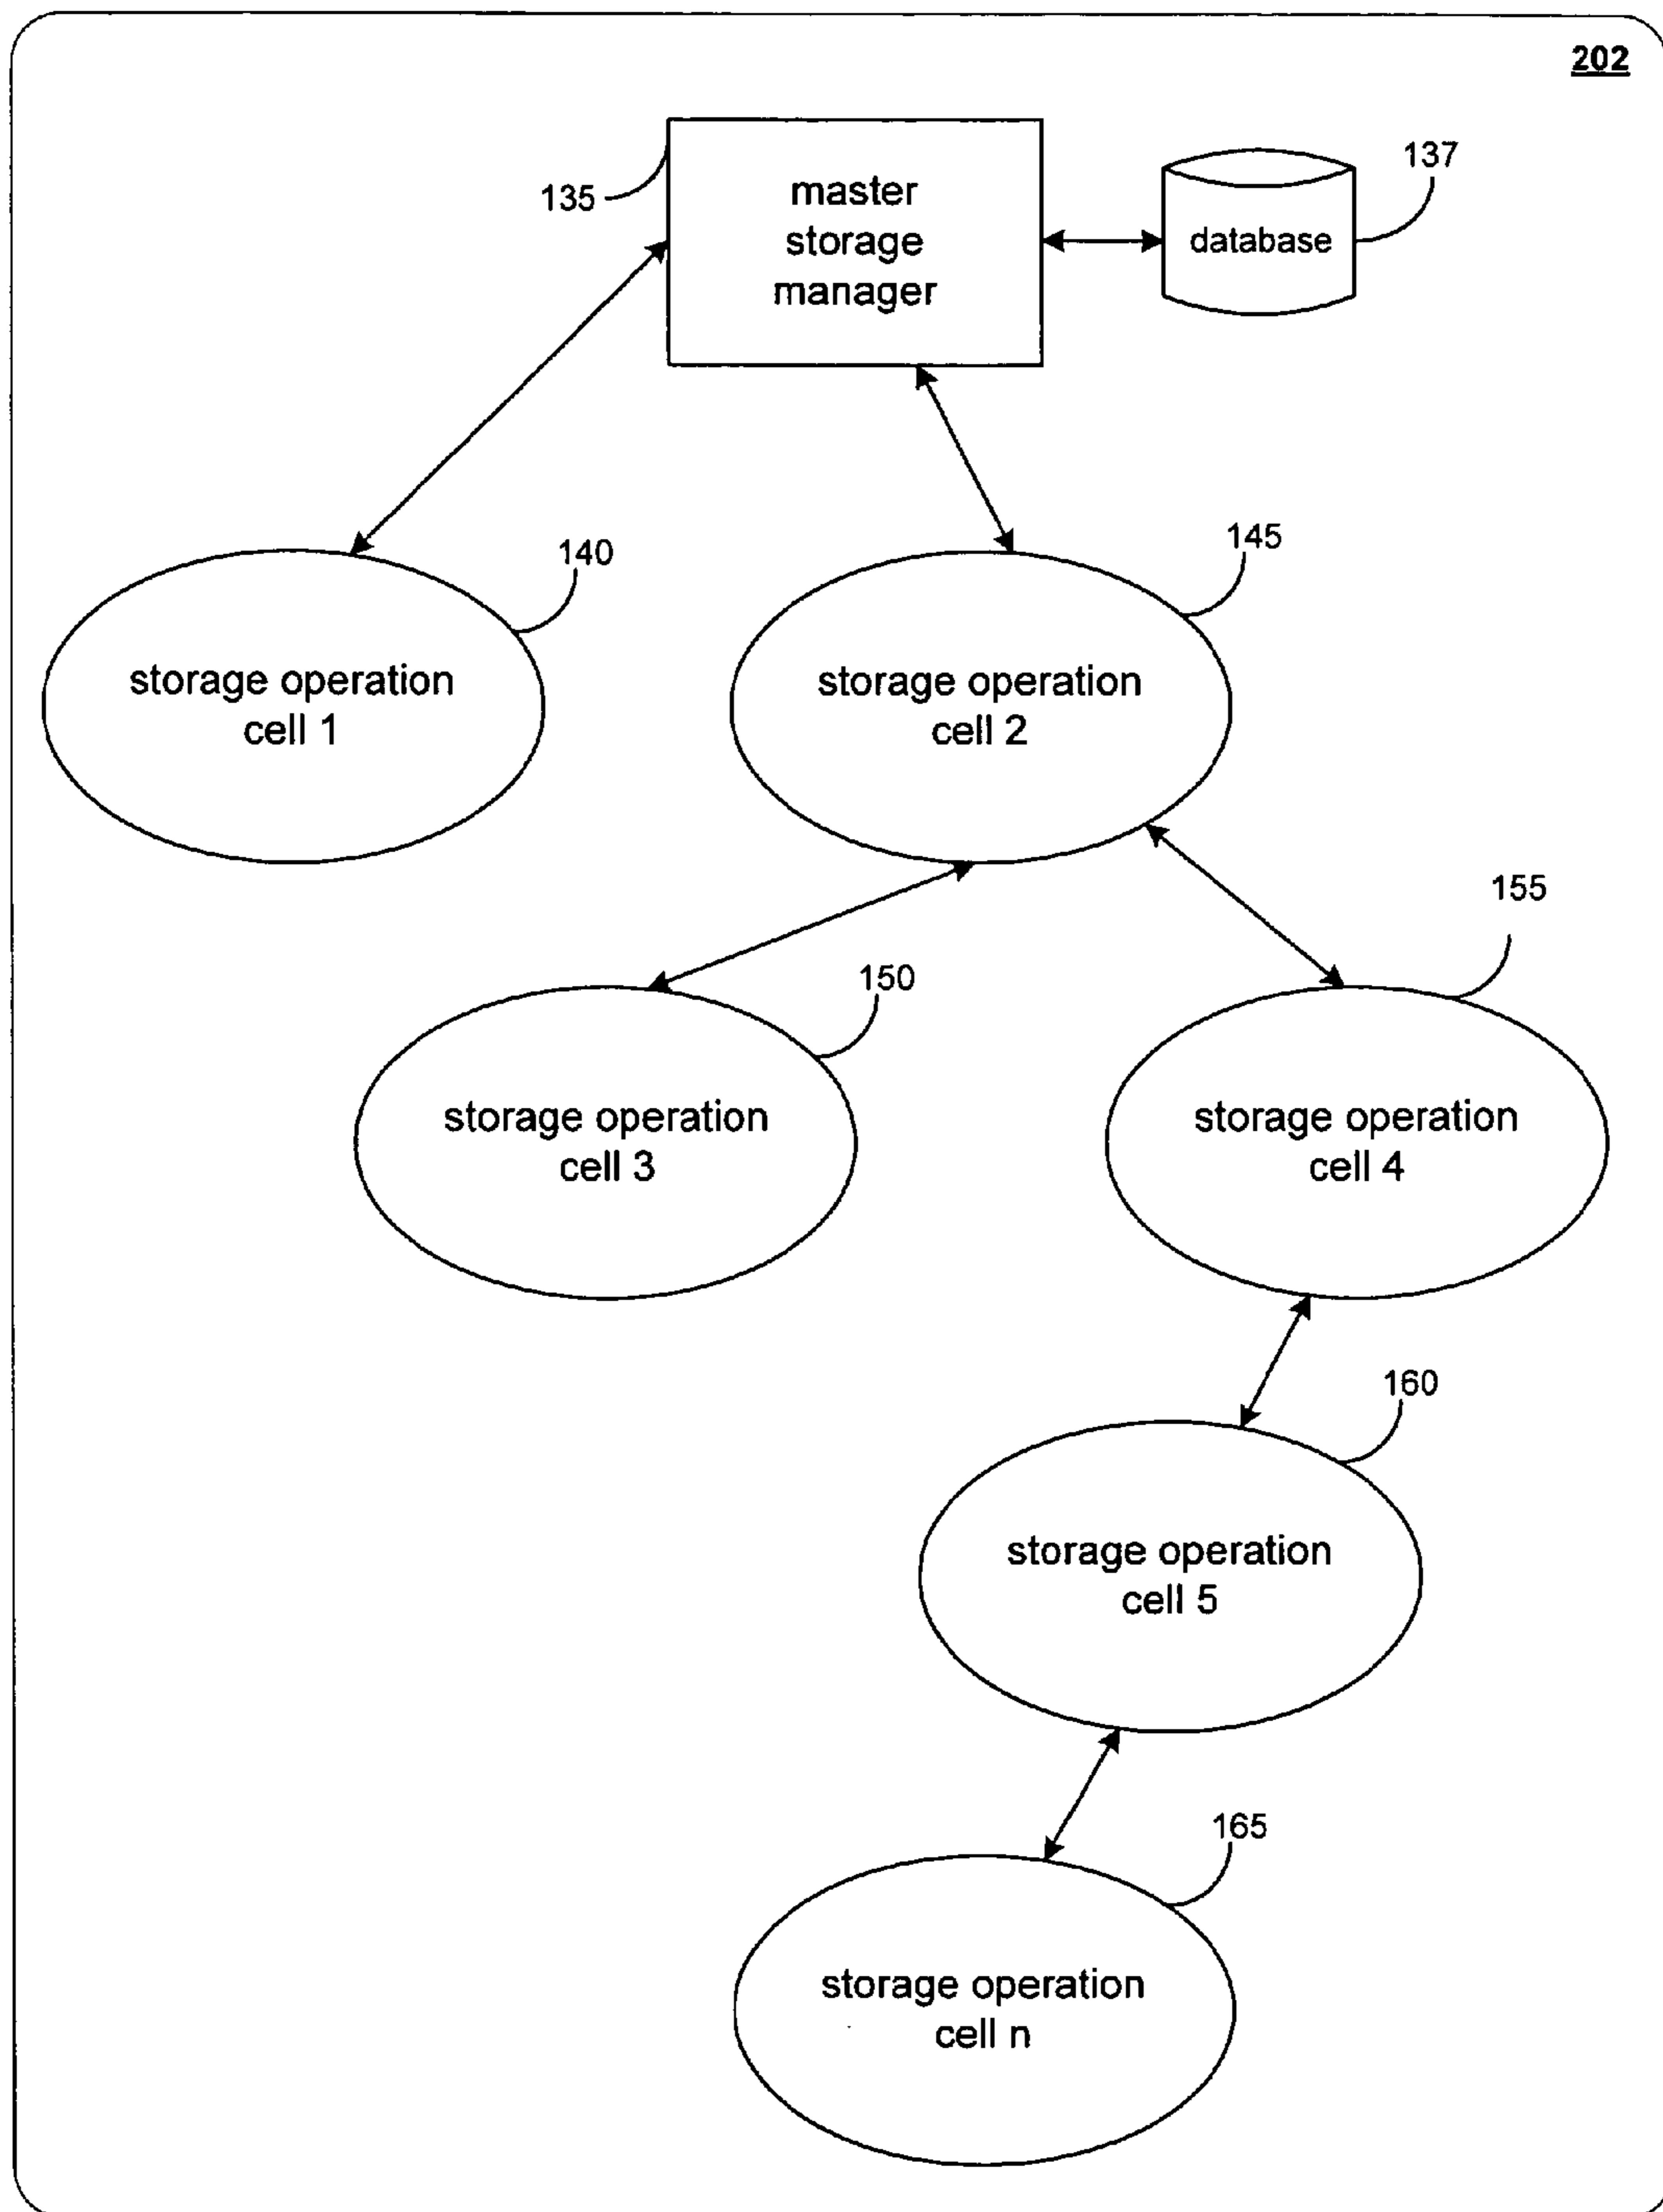 202
135
master
storage
manager
database
137
140
storage operation
cell 1
145
storage operation
cell 2
150
storage operation
cell 3
155
storage operation
cell 4
160
storage operation
cell 5
165
storage operation
cell n